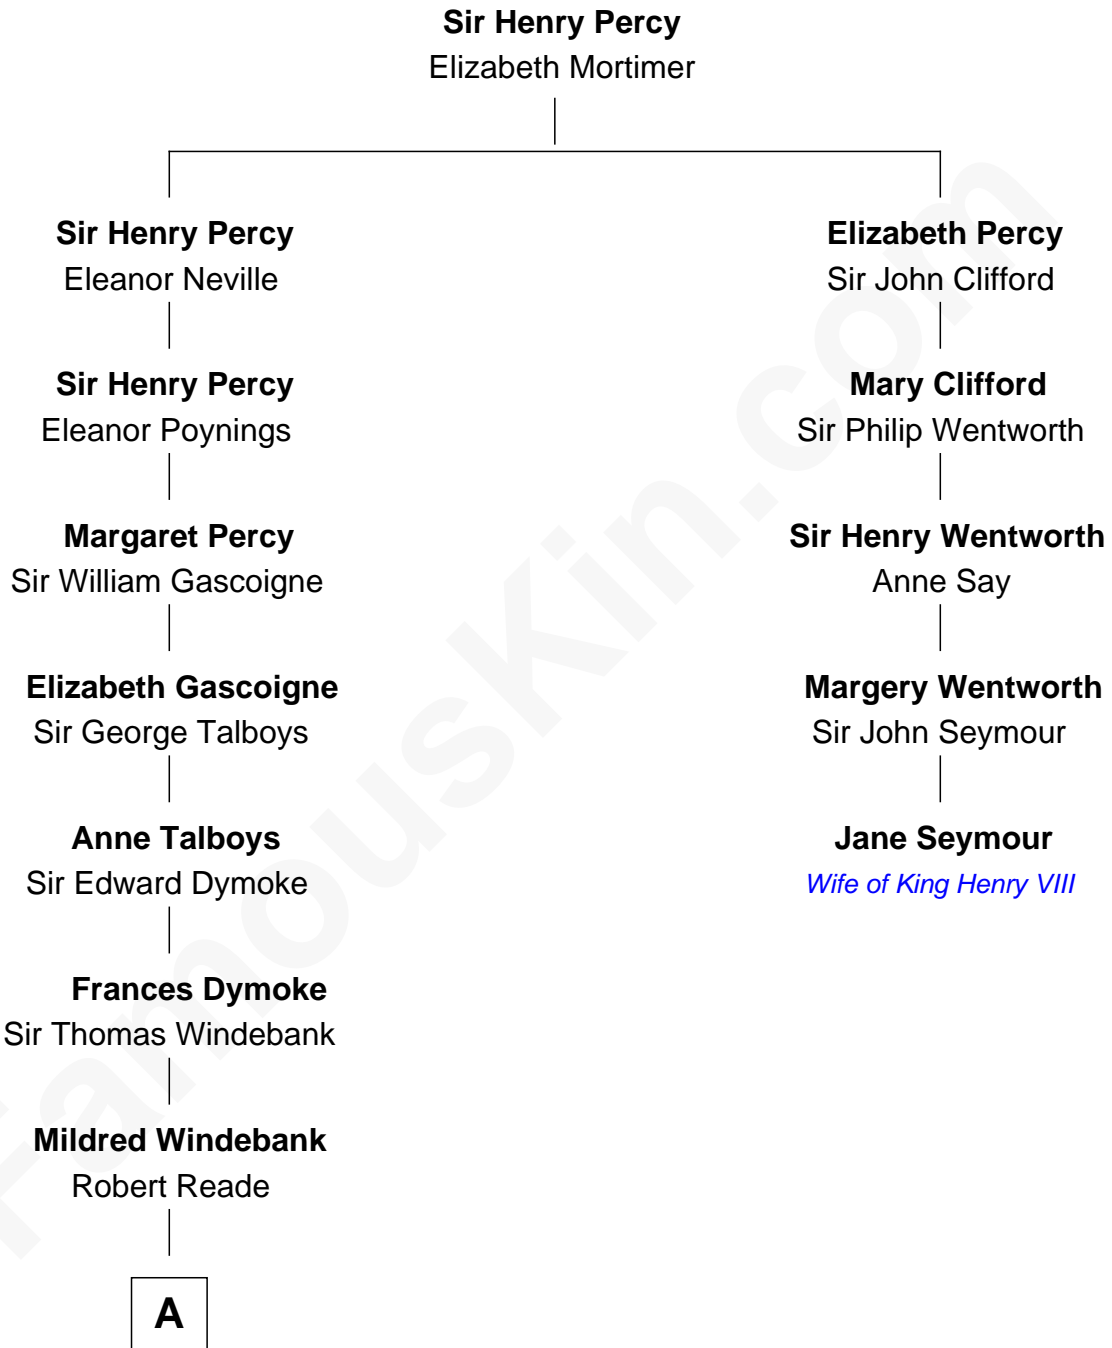 Sir Henry Percy
Elizabeth Mortimer
Sir Henry Percy
Eleanor Neville
Sir Henry Percy
Eleanor Poynings
Margaret Percy
Sir William Gascoigne
Elizabeth Gascoigne
Sir George Talboys
Anne Talboys
Sir Edward Dymoke
Frances Dymoke
Sir Thomas Windebank
Mildred Windebank
Robert Reade
A
Elizabeth Percy
Sir John Clifford
Mary Clifford
Sir Philip Wentworth
Sir Henry Wentworth
Anne Say
Margery Wentworth
Sir John Seymour
Jane Seymour
Wife of King Henry VIII
FamousKin.com